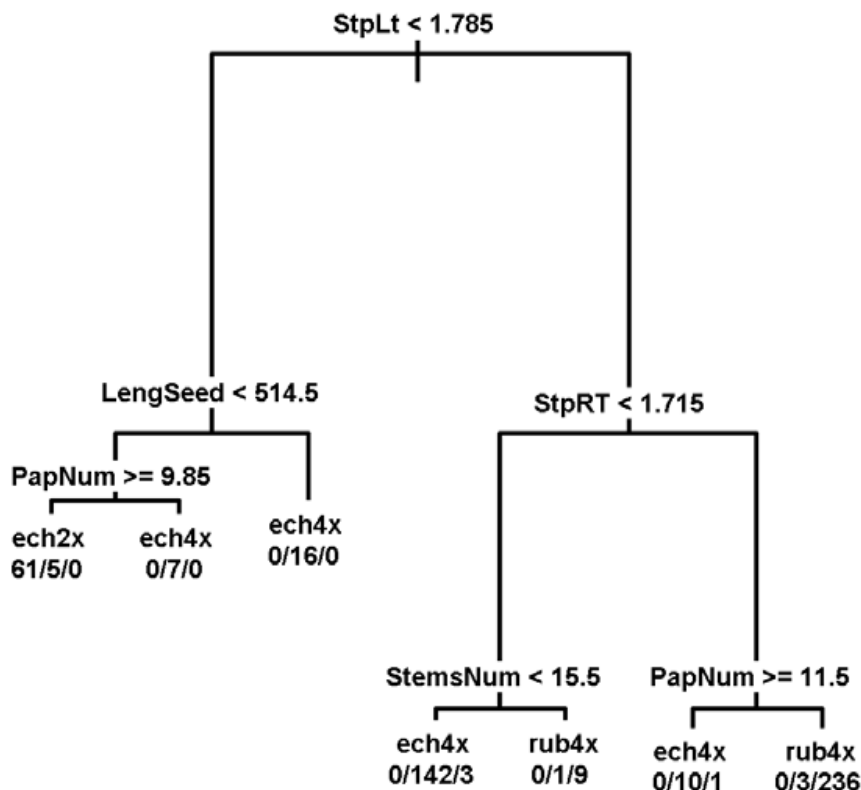 StpLt < 1.785
LengSeed < 514.5
StpRT < 1.715
PapNum >= 9.85
ech2x
61/5/0
ech4x
0/7/0
ech4x
0/16/0
StemsNum < 15.5
PapNum >= 11.5
ech4x
0/142/3
rub4x
0/1/9
ech4x
0/10/1
rub4x
0/3/236